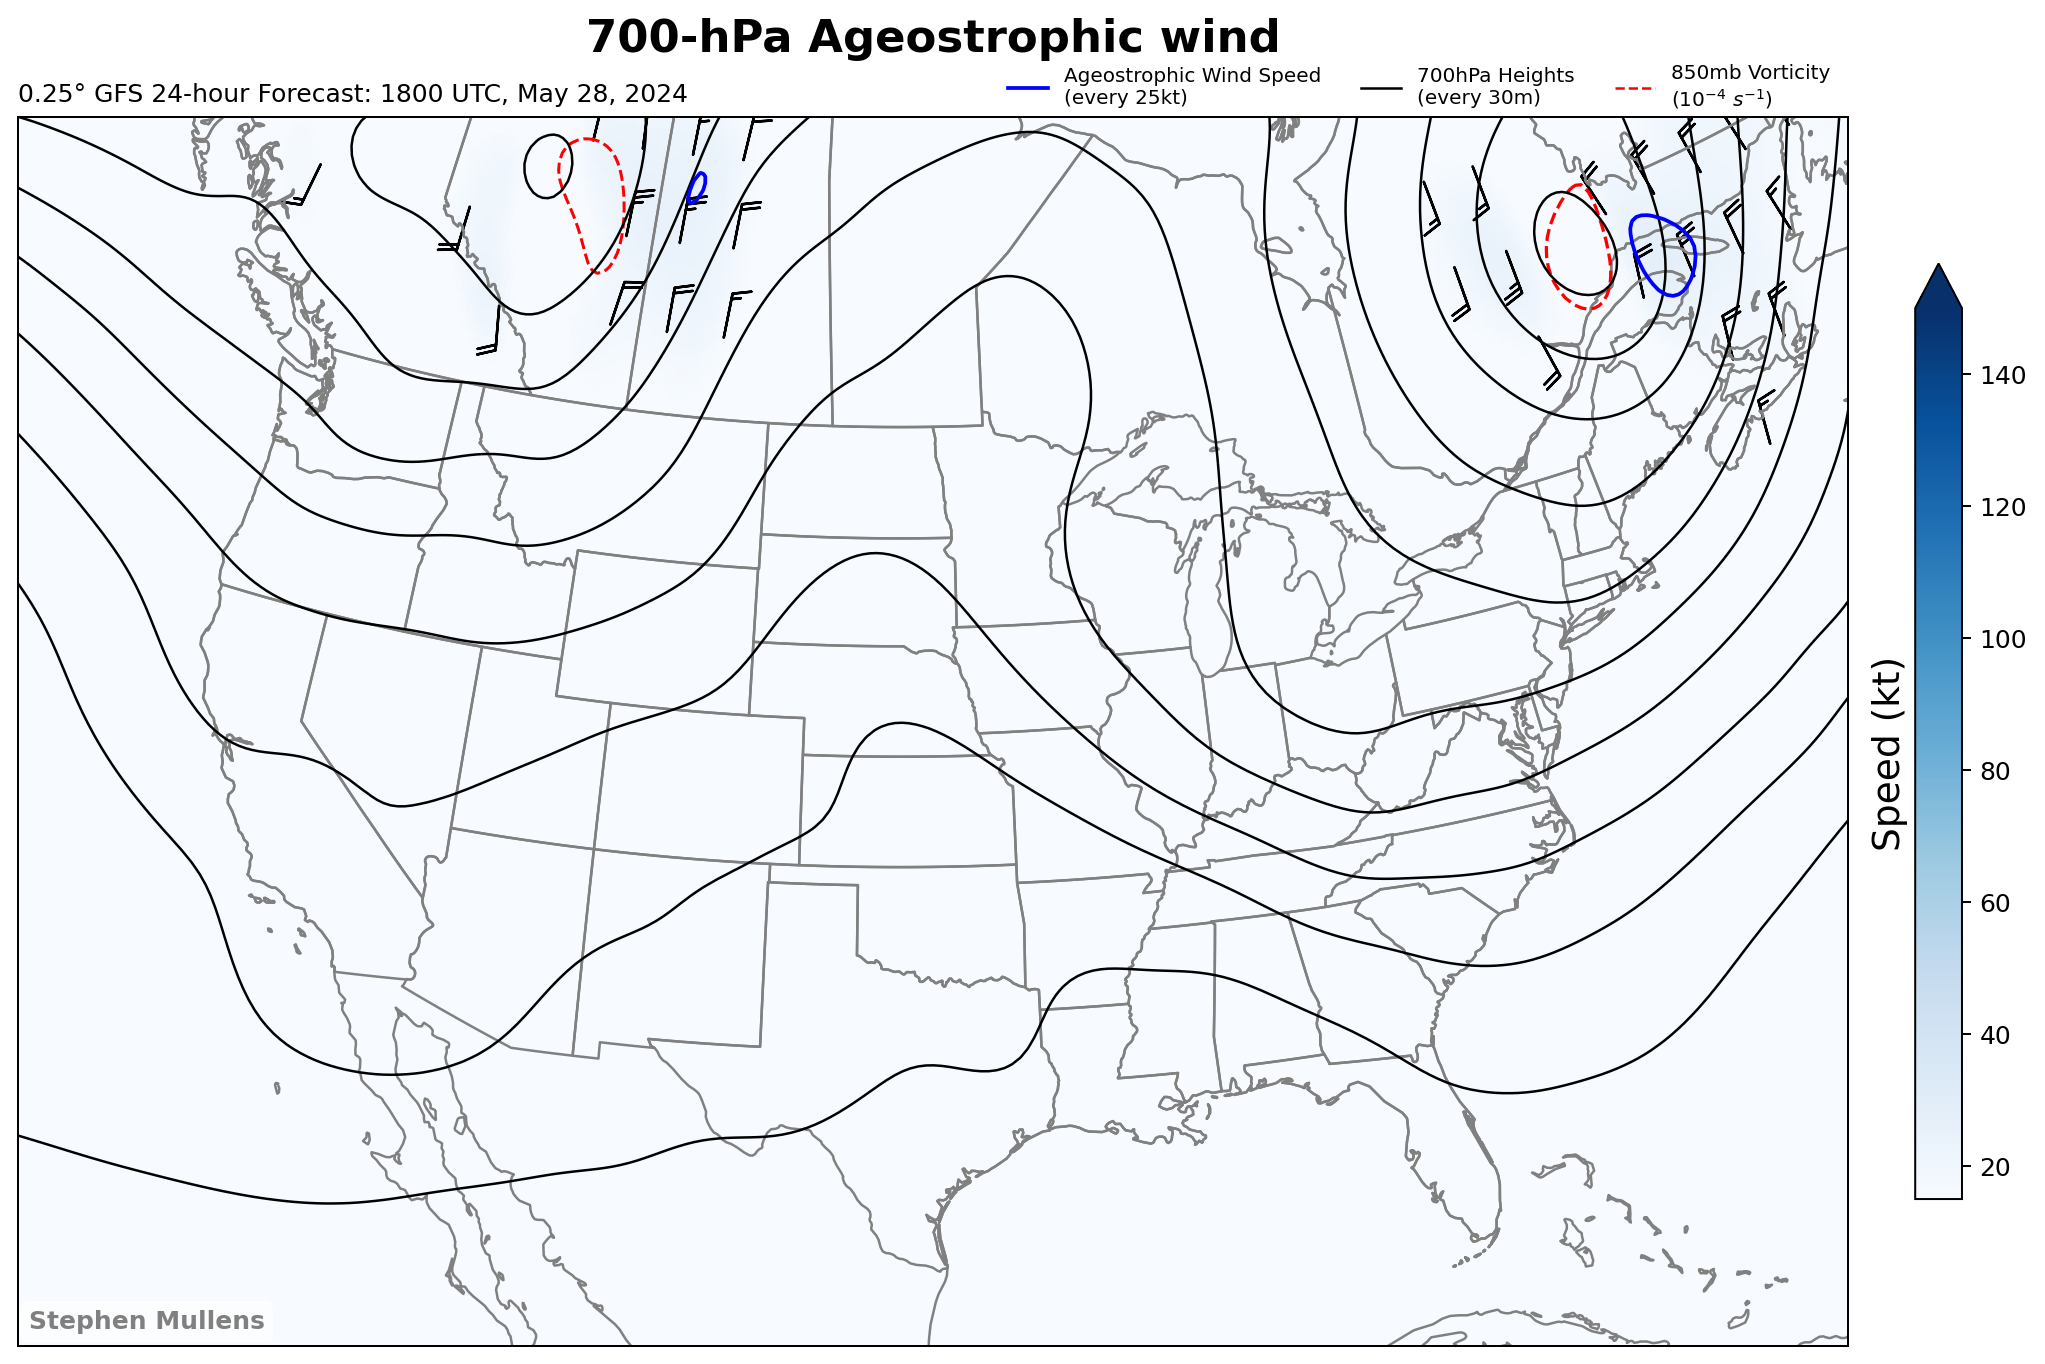 700-hPa Ageostrophic wind
0.25° GFS 24-hour Forecast: 1800 UTC, May 28, 2024
Ageostrophic Wind Speed
(every 25kt)
700hPa Heights
(every 30m)
850mb Vorticity
(10⁻⁴ s⁻¹)
140
120
100
80
60
40
20
Speed (kt)
Stephen Mullens